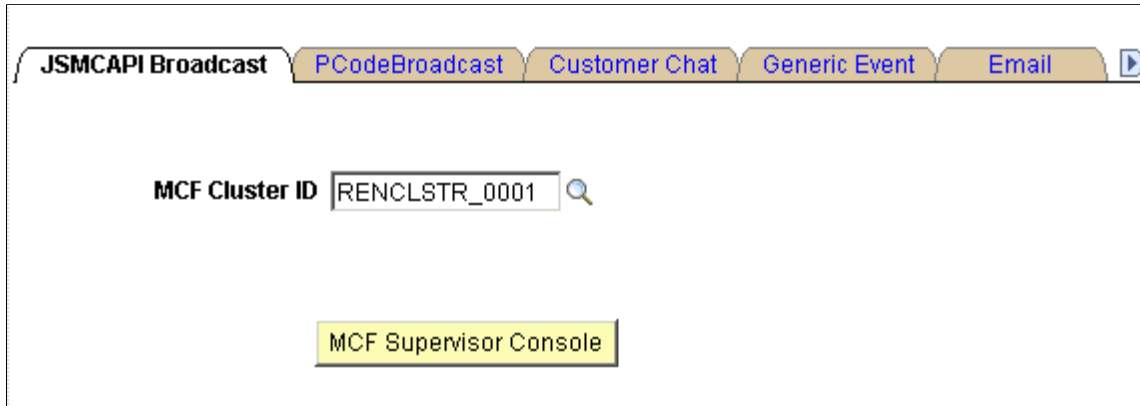 JSMCAPI Broadcast PCodeBroadcast Customer Chat Generic Event Email
MCF Cluster ID RENCLSTR_0001
MCF Supervisor Console